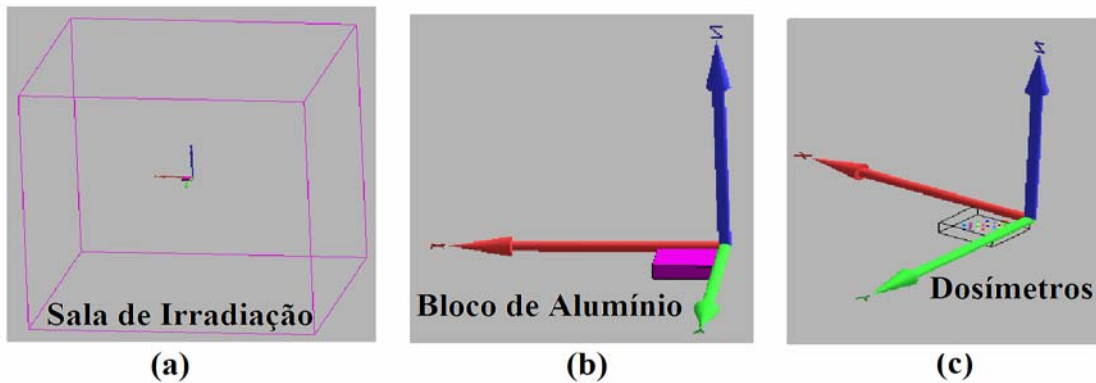 Z
X
Y
Bloco de Alumínio
Z
X
Y
Dosímetros
Sala de Irradiação
(a)
(b)
(c)